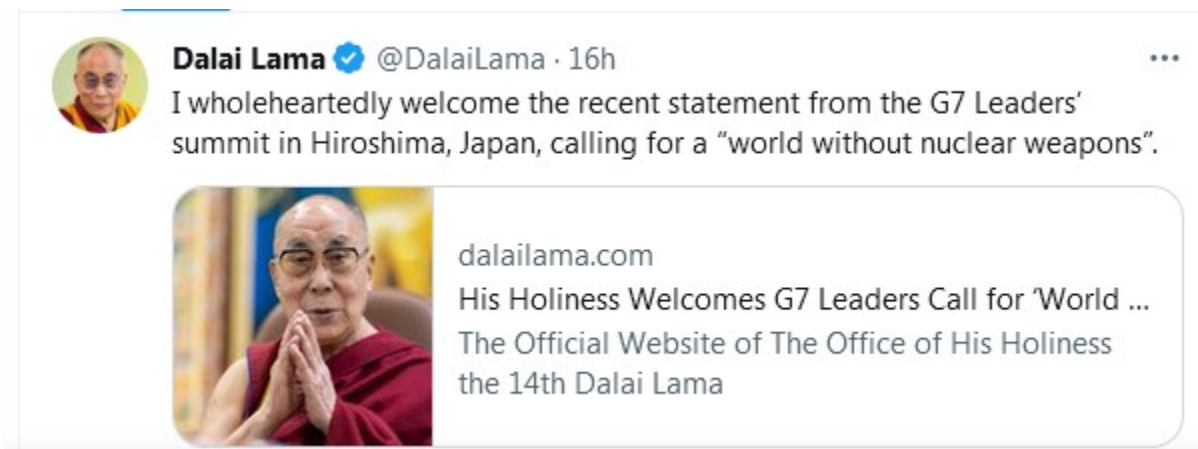 Dalai Lama @DalaiLama · 16h
I wholeheartedly welcome the recent statement from the G7 Leaders’
summit in Hiroshima, Japan, calling for a “world without nuclear weapons”.
dalailama.com
His Holiness Welcomes G7 Leaders Call for ‘World ...
The Official Website of The Office of His Holiness
the 14th Dalai Lama